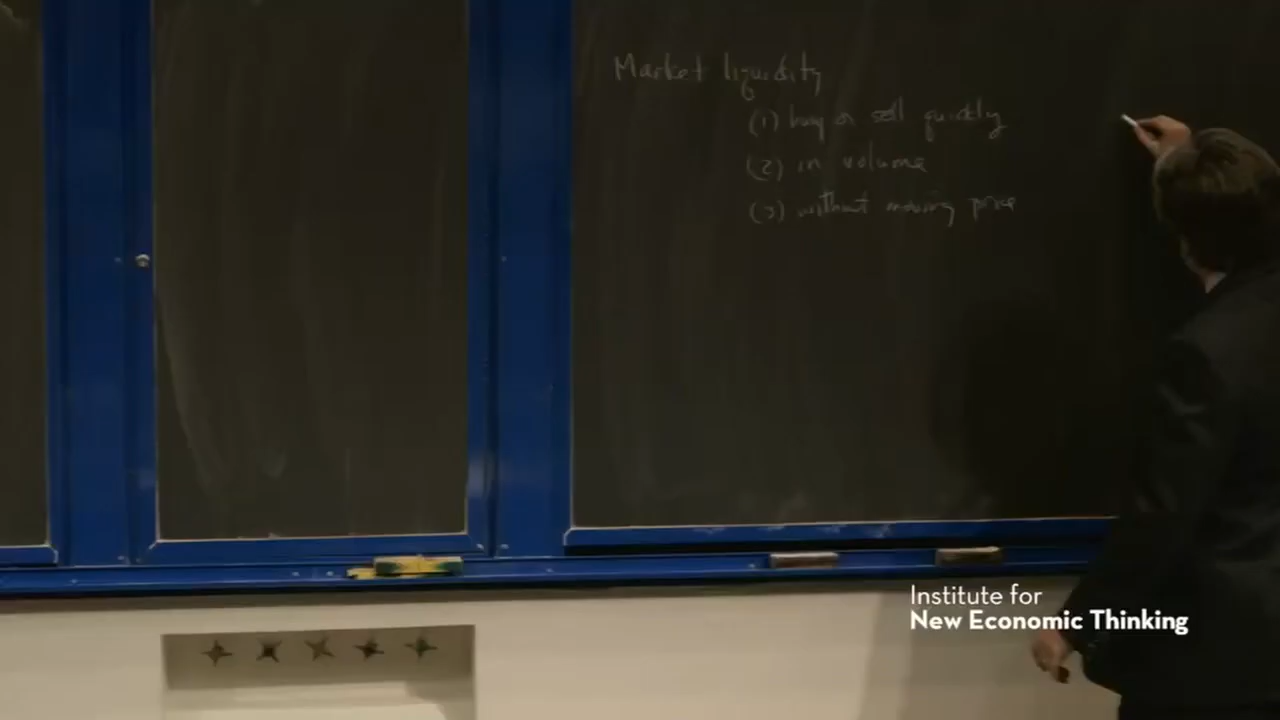 Market liquidity
(1) buy or sell quickly
(2) in volume
(3) without moving price
Institute for
New Economic Thinking